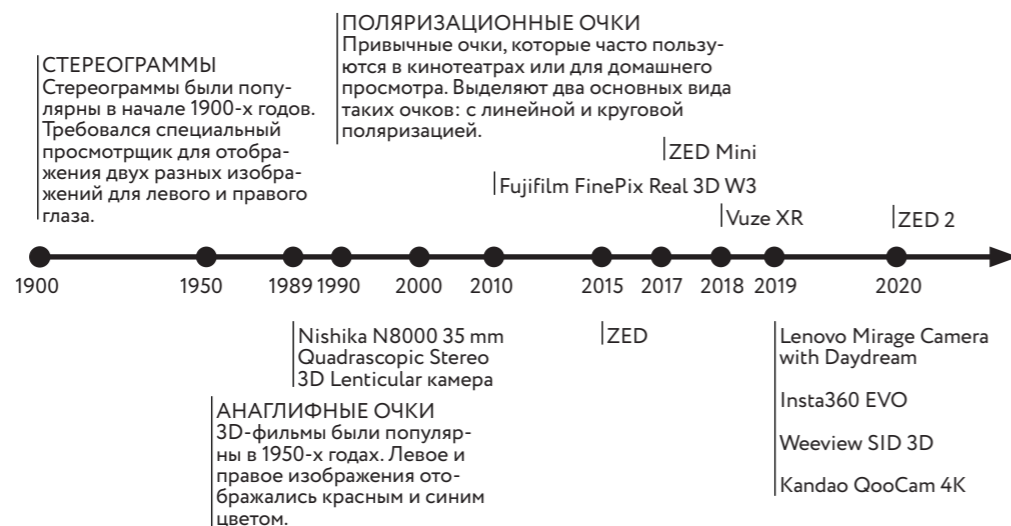 ПОЛЯРИЗАЦИОННЫЕ ОЧКИ
Привычные очки, которые часто пользу-
ются в кинотеатрах или для домашнего
просмотра. Выделяют два основных вида
таких очков: с линейной и круговой
поляризацией.
СТЕРЕОГРАММЫ
Стереограммы были попу-
лярны в начале 1900-х годов.
Требовался специальный
просмотрщик для отобра-
жения двух разных изобра-
жений для левого и правого
глаза.
ZED Mini
Fujifilm FinePix Real 3D W3
Vuze XR
ZED 2
1900 1950 1989 1990 2000 2010 2015 2017 2018 2019 2020
Nishika N8000 35 mm
Quadrascopic Stereo
3D Lenticular камера
АНАГЛИФНЫЕ ОЧКИ
3D-фильмы были популяр-
ны в 1950-х годах. Левое и
правое изображения ото-
бражались красным и синим
цветом.
ZED
Lenovo Mirage Camera
with Daydream
Insta360 EVO
Weeview SID 3D
Kandao QooCam 4K